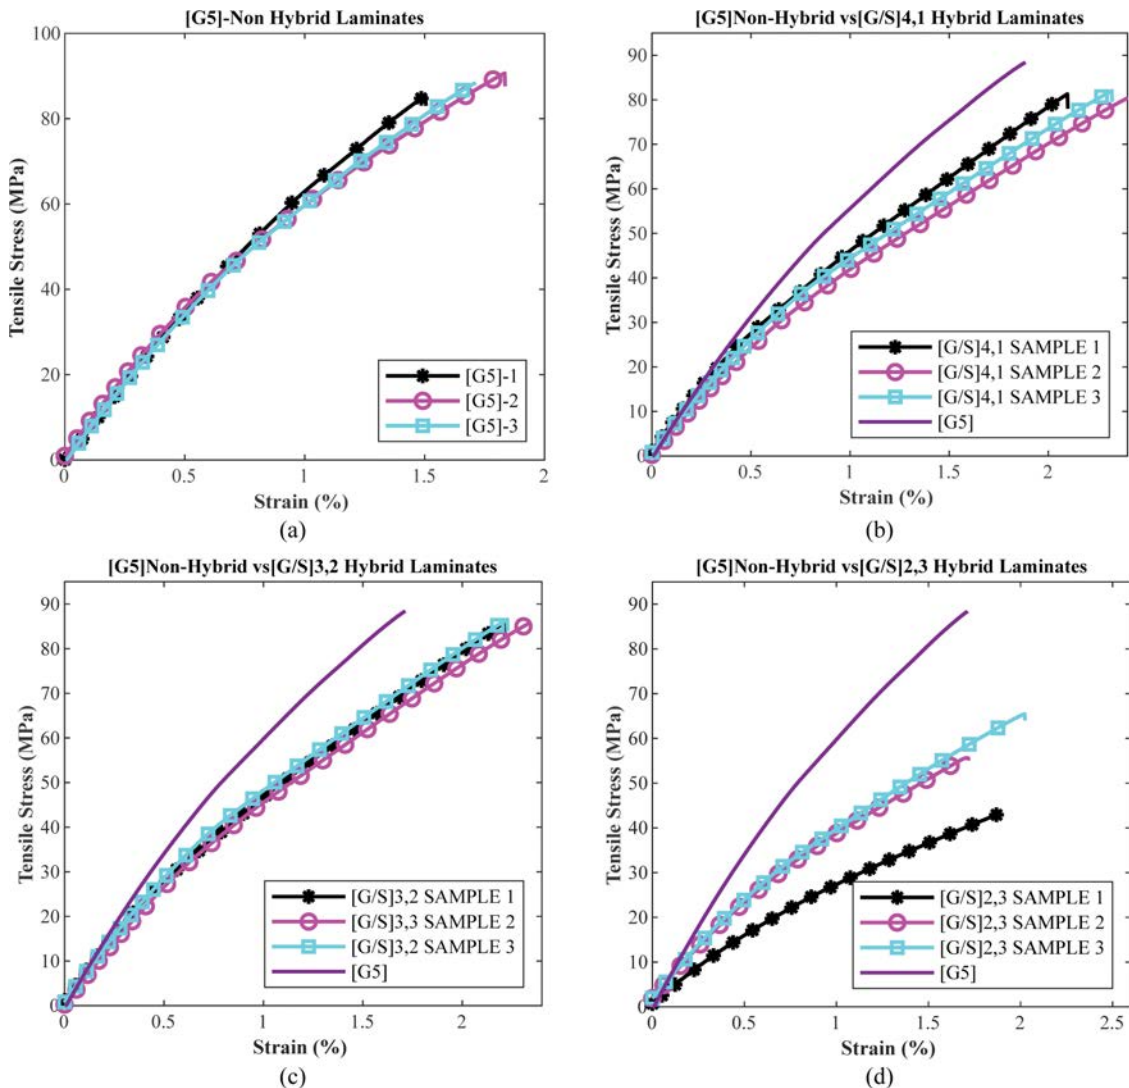 [G5]-Non Hybrid Laminates
100
80
60
40
20
0
Tensile Stress (MPa)
[G5]-1
[G5]-2
[G5]-3
0 0.5 1 1.5 2
Strain (%)
(a)
[G5]Non-Hybrid vs[G/S]4,1 Hybrid Laminates
90
80
70
60
50
40
30
20
10
0
Tensile Stress (MPa)
[G/S]4,1 SAMPLE 1
[G/S]4,1 SAMPLE 2
[G/S]4,1 SAMPLE 3
[G5]
0 0.5 1 1.5 2
Strain (%)
(b)
[G5]Non-Hybrid vs[G/S]3,2 Hybrid Laminates
90
80
70
60
50
40
30
20
10
0
Tensile Stress (MPa)
[G/S]3,2 SAMPLE 1
[G/S]3,3 SAMPLE 2
[G/S]3,2 SAMPLE 3
[G5]
0 0.5 1 1.5 2
Strain (%)
(c)
[G5]Non-Hybrid vs[G/S]2,3 Hybrid Laminates
90
80
70
60
50
40
30
20
10
0
Tensile Stress (MPa)
[G/S]2,3 SAMPLE 1
[G/S]2,3 SAMPLE 2
[G/S]2,3 SAMPLE 3
[G5]
0 0.5 1 1.5 2 2.5
Strain (%)
(d)